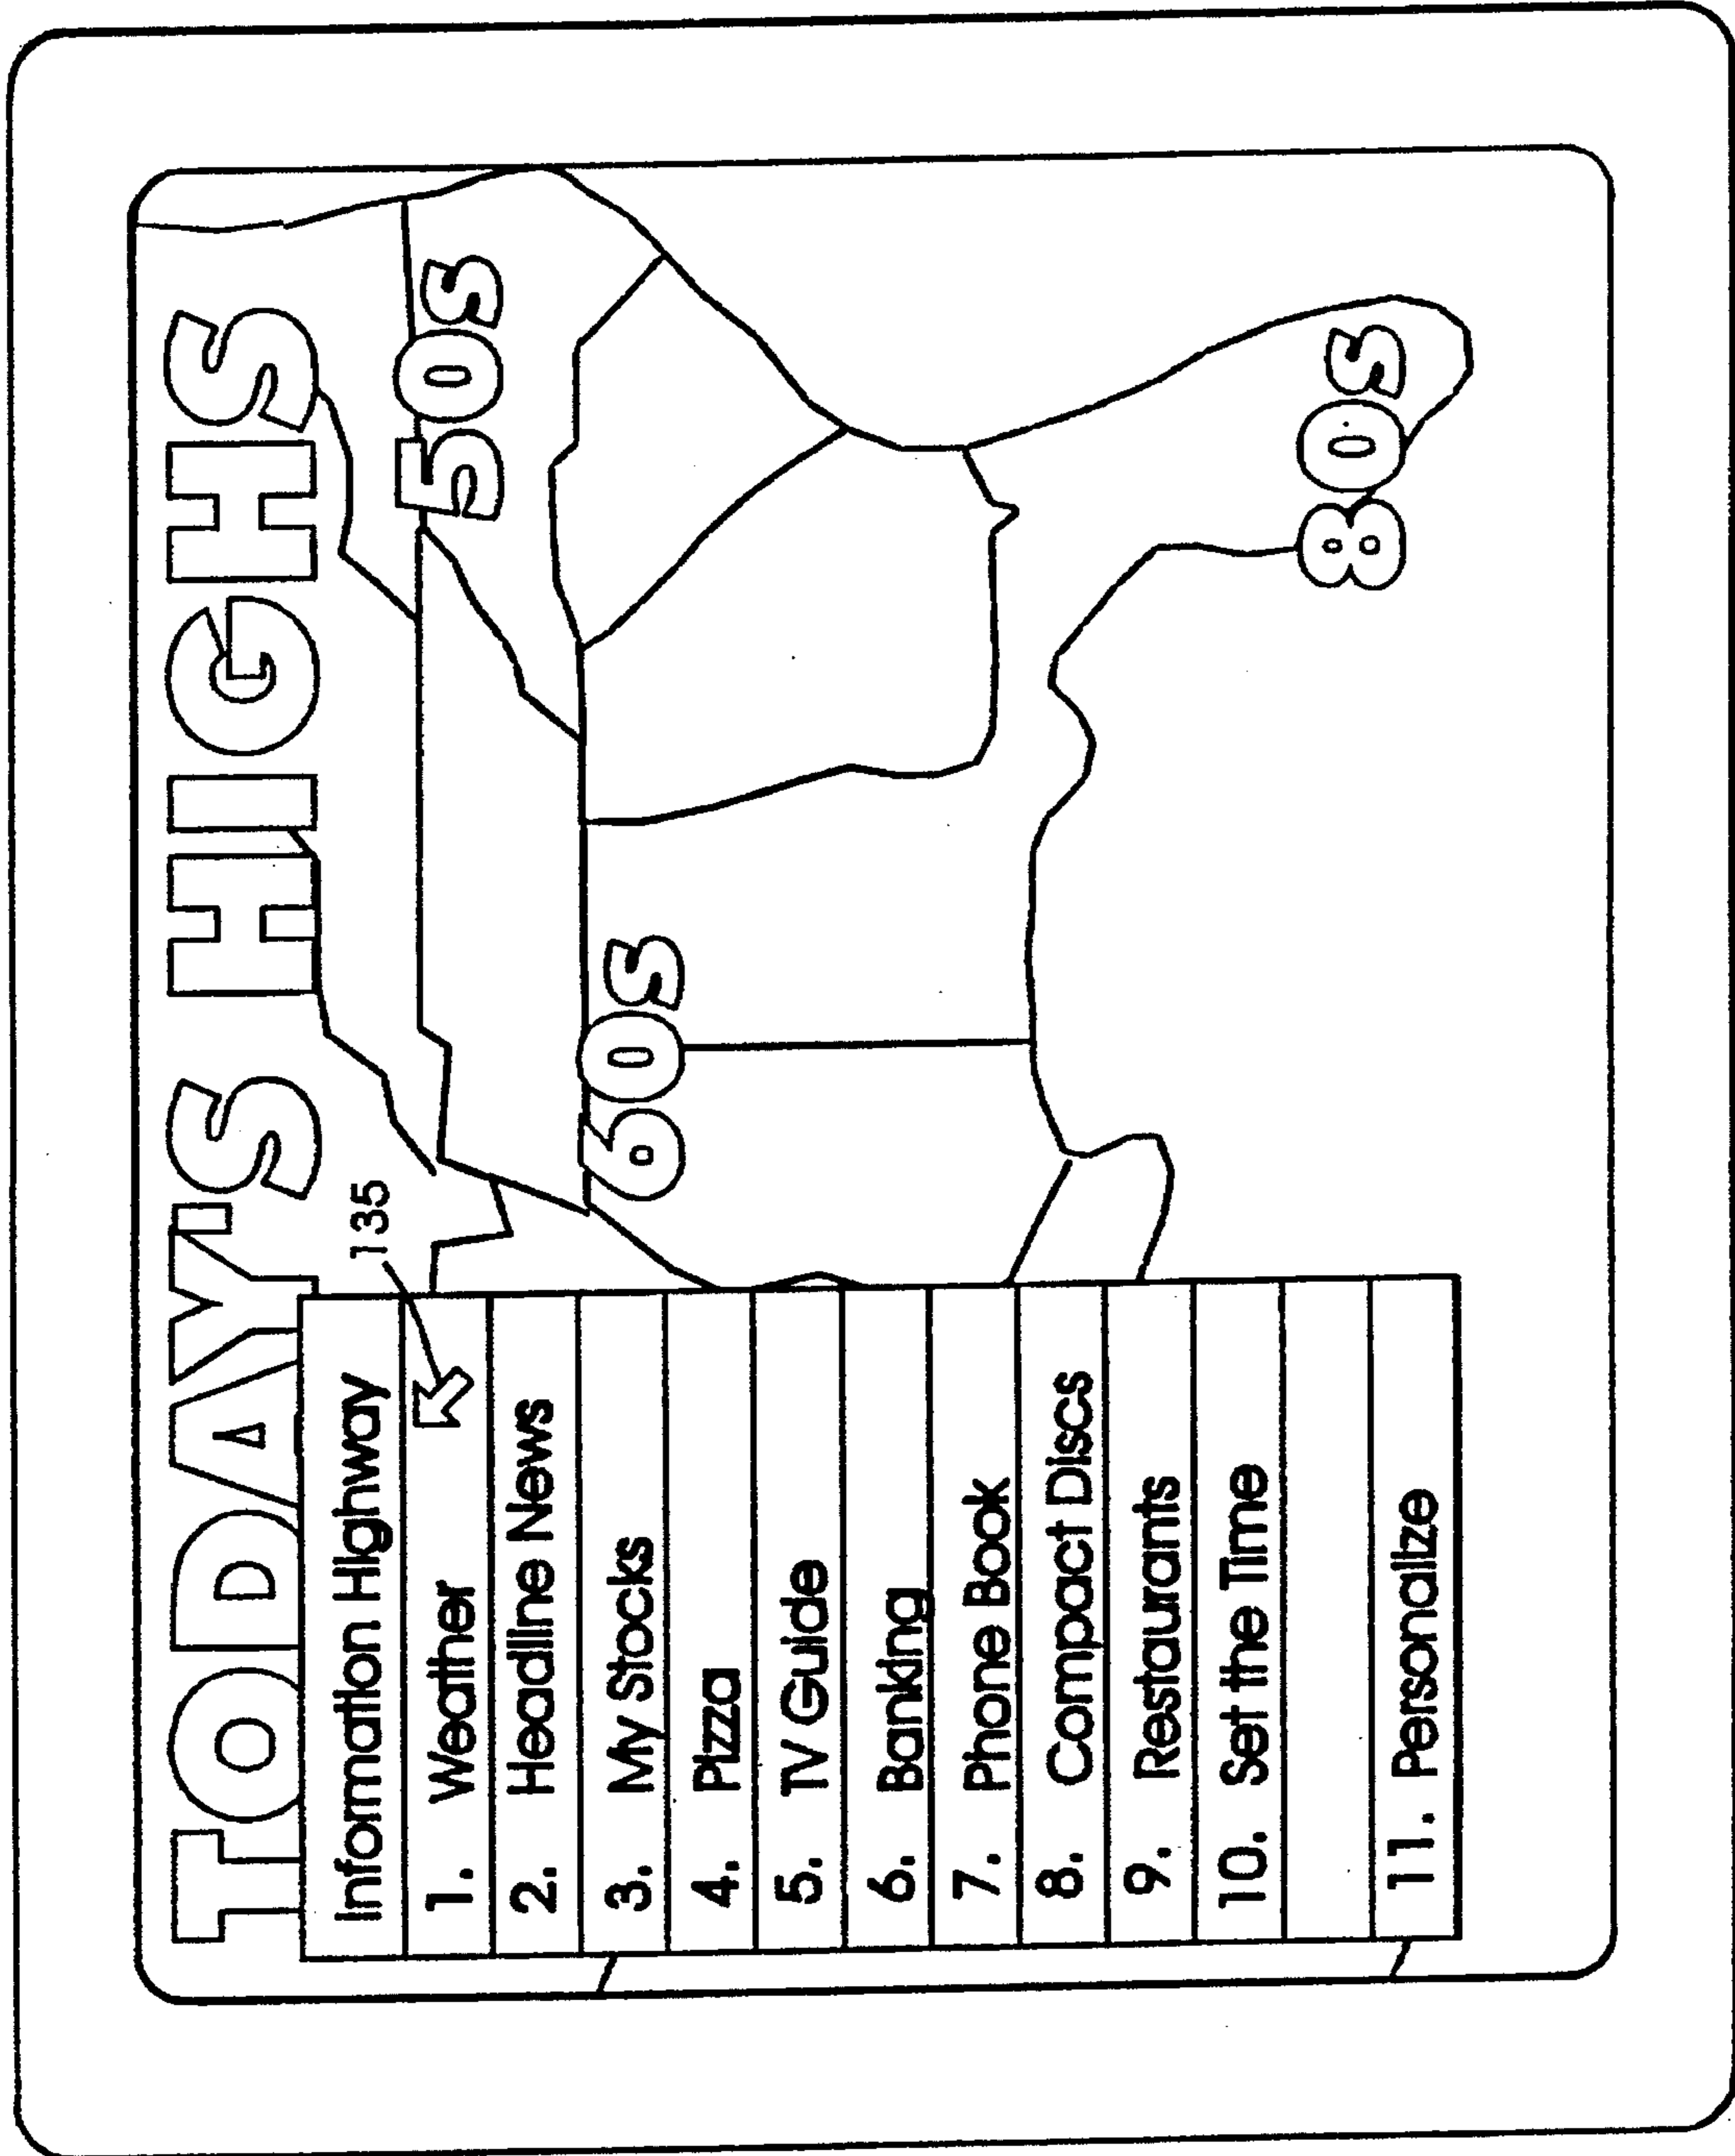 TODAY'S HIGHS
135
50s
60s
80s
Information Highway
1. Weather
2. Headline News
3. My Stocks
4. Pizza
5. TV Guide
6. Banking
7. Phone Book
8. Compact Discs
9. Restaurants
10. Set the Time
11. Personalize